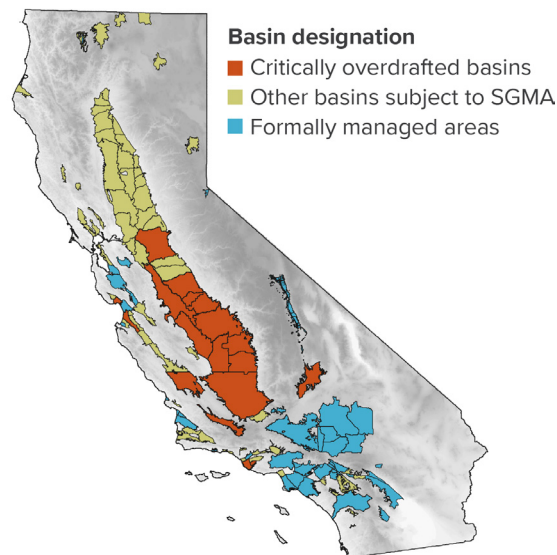 Basin designation
Critically overdrafted basins
Other basins subject to SGMA
Formally managed areas